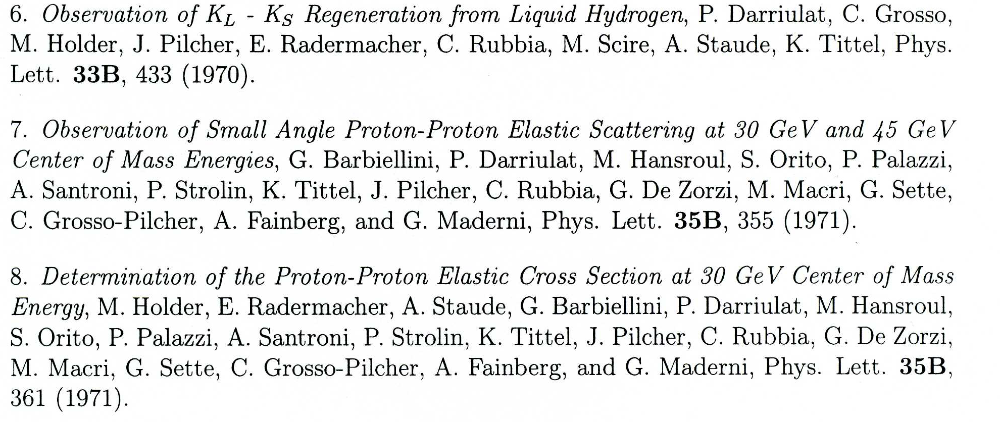 6. Observation of K_L - K_S Regeneration from Liquid Hydrogen, P. Darriulat, C. Grosso,
M. Holder, J. Pilcher, E. Radermacher, C. Rubbia, M. Scire, A. Staude, K. Tittel, Phys.
Lett. 33B, 433 (1970).
7. Observation of Small Angle Proton-Proton Elastic Scattering at 30 GeV and 45 GeV
Center of Mass Energies, G. Barbiellini, P. Darriulat, M. Hansroul, S. Orito, P. Palazzi,
A. Santroni, P. Strolin, K. Tittel, J. Pilcher, C. Rubbia, G. De Zorzi, M. Macri, G. Sette,
C. Grosso-Pilcher, A. Fainberg, and G. Maderni, Phys. Lett. 35B, 355 (1971).
8. Determination of the Proton-Proton Elastic Cross Section at 30 GeV Center of Mass
Energy, M. Holder, E. Radermacher, A. Staude, G. Barbiellini, P. Darriulat, M. Hansroul,
S. Orito, P. Palazzi, A. Santroni, P. Strolin, K. Tittel, J. Pilcher, C. Rubbia, G. De Zorzi,
M. Macri, G. Sette, C. Grosso-Pilcher, A. Fainberg, and G. Maderni, Phys. Lett. 35B,
361 (1971).